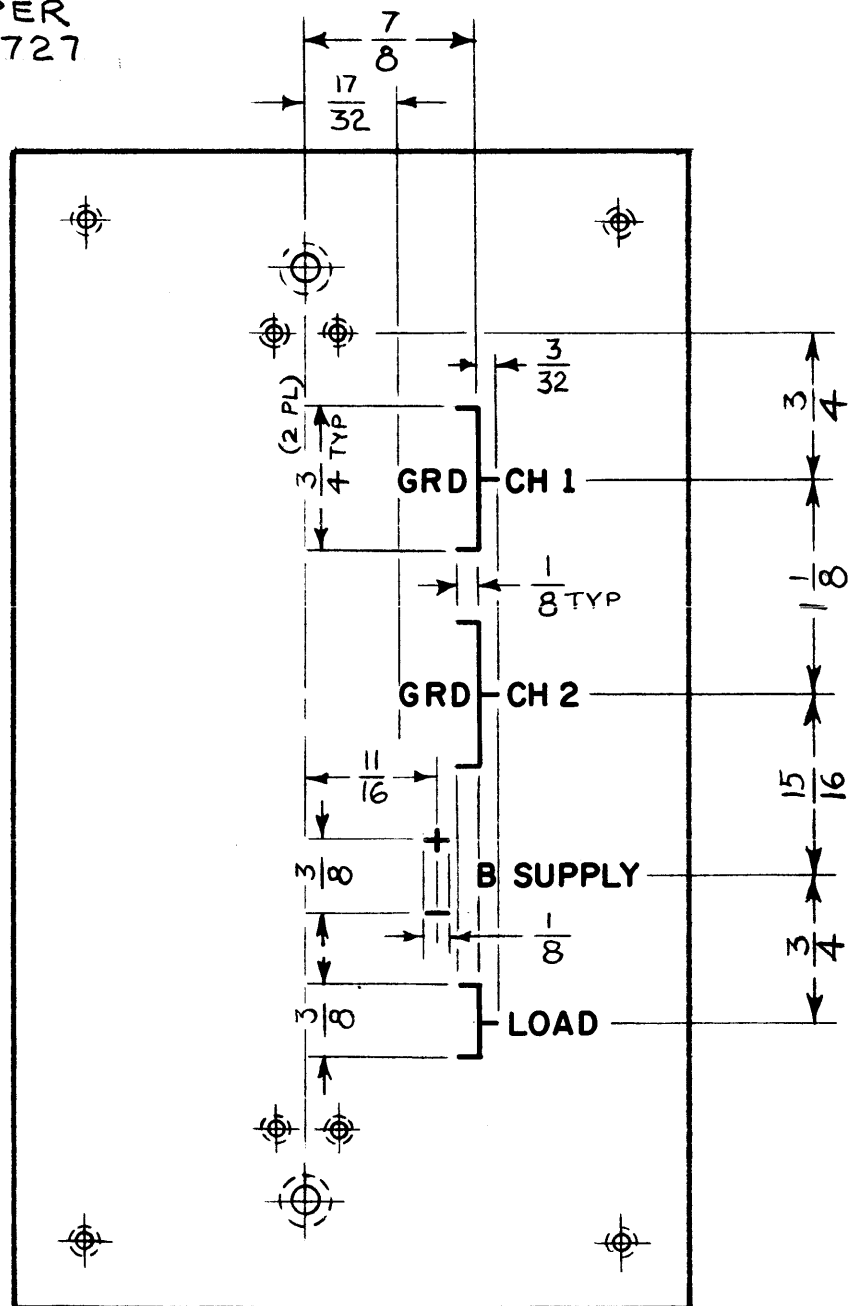 727
7/8
17/32
3/32
3/4
(2 PL)
3/4 TYP
GRD CH 1
1/8 TYP
1 1/8
GRD CH 2
11/16
15/16
+
3/8
B SUPPLY
−
1/8
3/4
3/8
LOAD